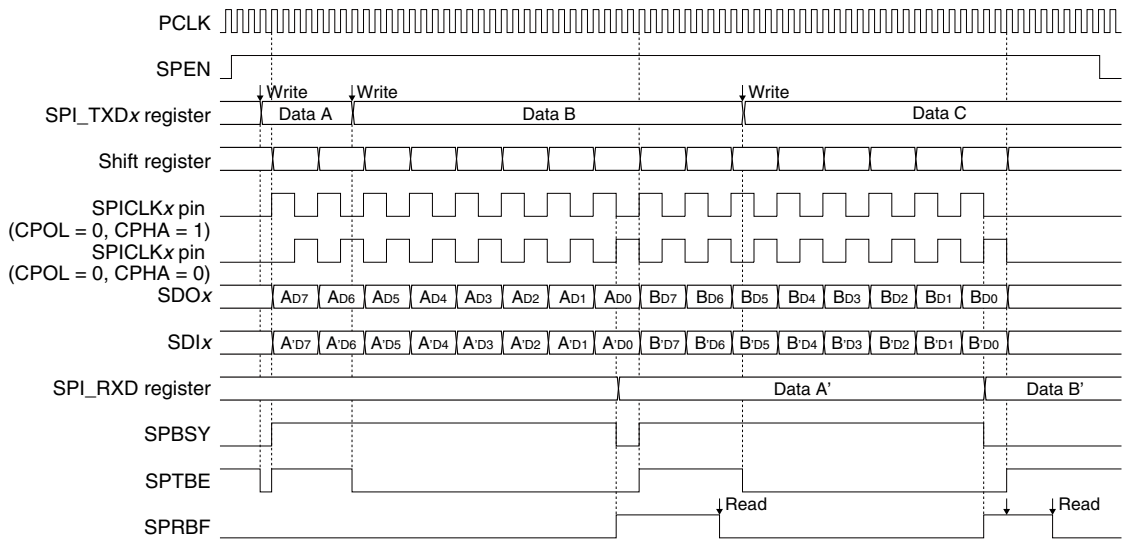 PCLK
SPEN
Write Write Write
SPI_TXDx register Data A Data B Data C
Shift register
SPICLKx pin
(CPOL = 0, CPHA = 1)
SPICLKx pin
(CPOL = 0, CPHA = 0)
SDOx AD7 AD6 AD5 AD4 AD3 AD2 AD1 AD0 BD7 BD6 BD5 BD4 BD3 BD2 BD1 BD0
SDIx A'D7 A'D6 A'D5 A'D4 A'D3 A'D2 A'D1 A'D0 B'D7 B'D6 B'D5 B'D4 B'D3 B'D2 B'D1 B'D0
SPI_RXD register Data A’ Data B’
SPBSY
SPTBE
Read Read
SPRBF